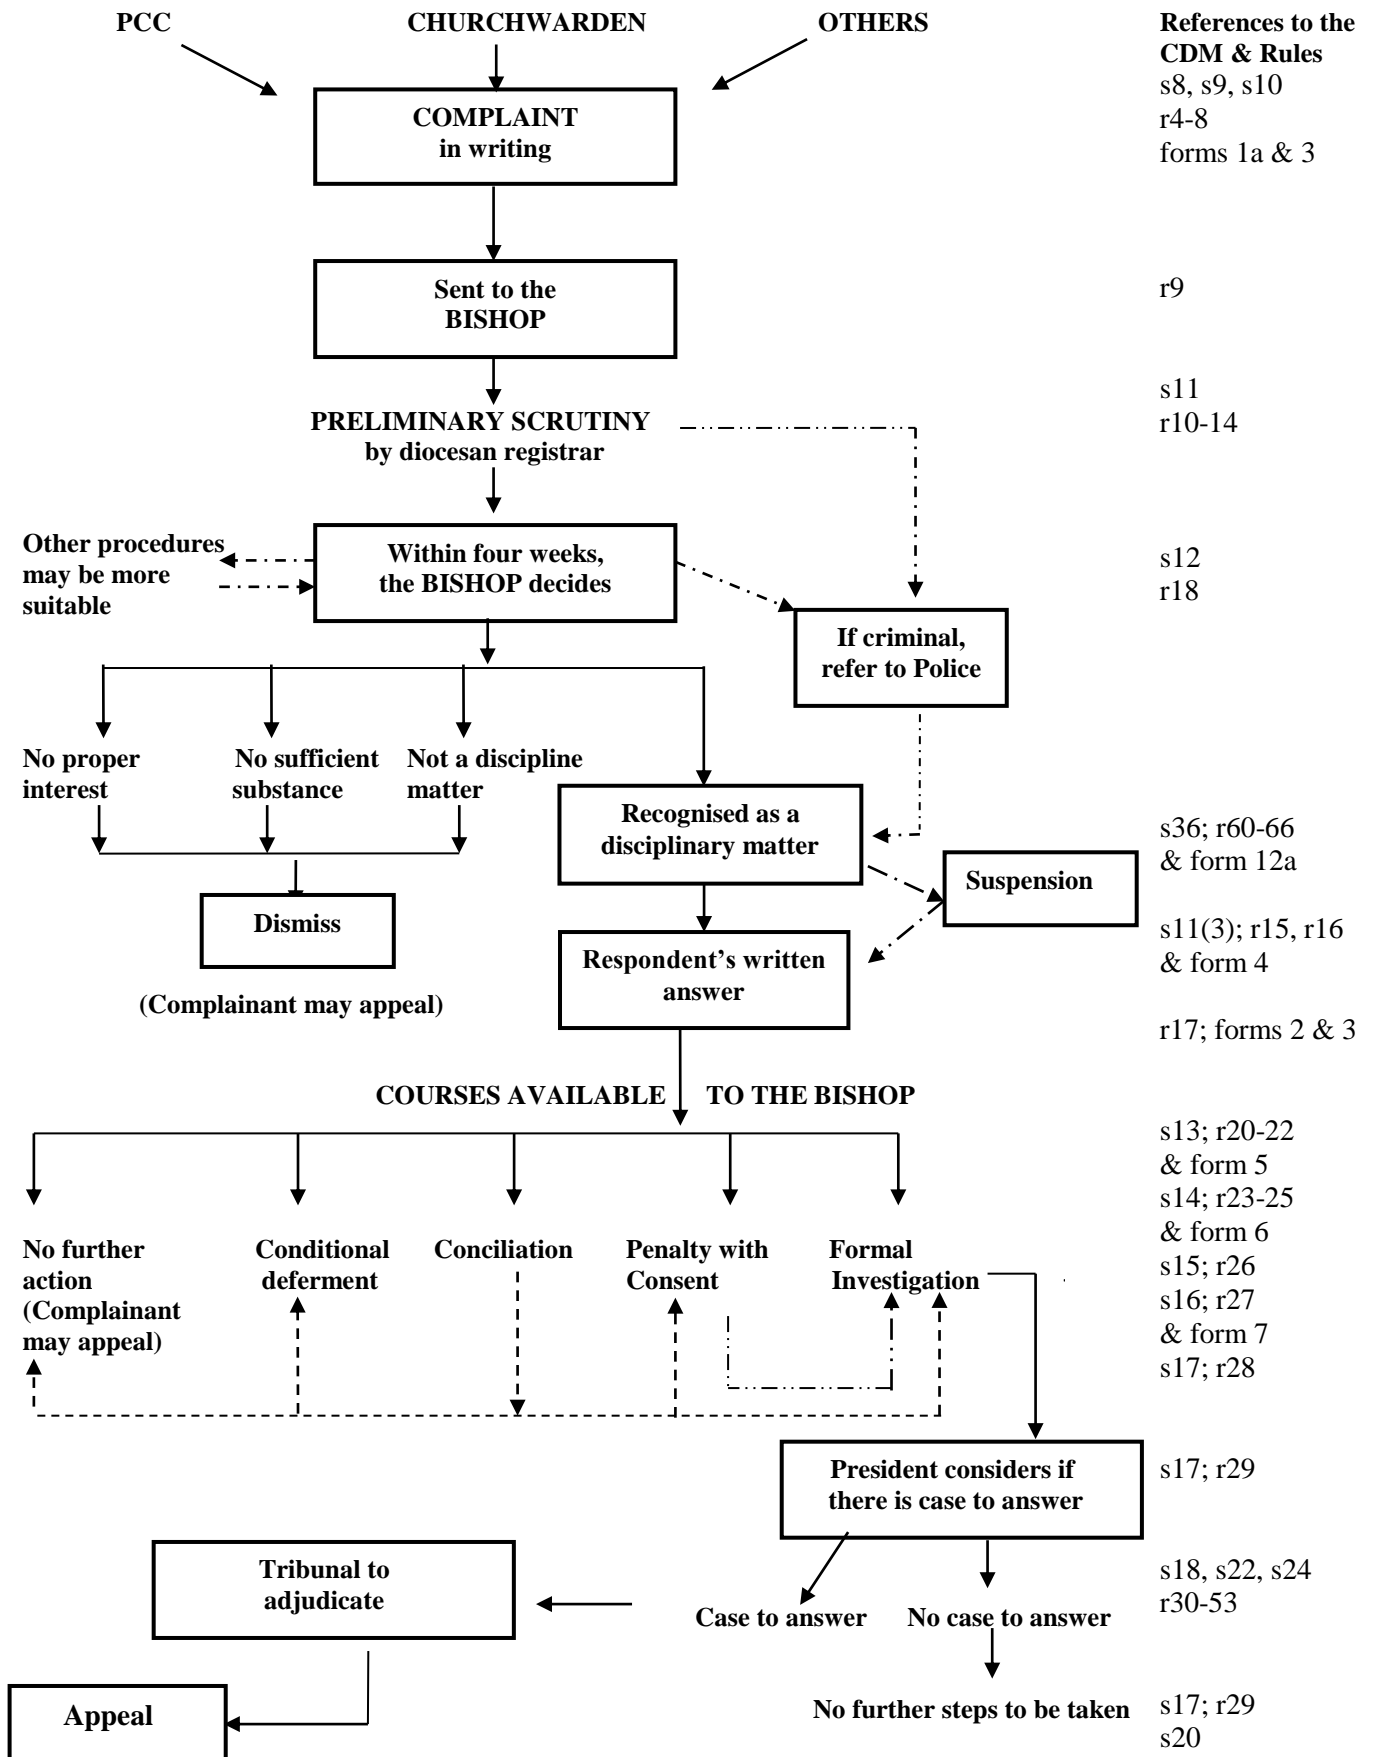 PCC
CHURCHWARDEN
OTHERS
References to the
CDM & Rules
s8, s9, s10
r4-8
forms 1a & 3
COMPLAINT
in writing
Sent to the
BISHOP
r9
s11
r10-14
PRELIMINARY SCRUTINY
by diocesan registrar
Other procedures
may be more
suitable
Within four weeks,
the BISHOP decides
s12
r18
If criminal,
refer to Police
No proper
interest
No sufficient
substance
Not a discipline
matter
Recognised as a
disciplinary matter
s36; r60-66
& form 12a
Suspension
Dismiss
(Complainant may appeal)
s11(3); r15, r16
& form 4
Respondent's written
answer
r17; forms 2 & 3
COURSES AVAILABLE TO THE BISHOP
s13; r20-22
& form 5
s14; r23-25
& form 6
s15; r26
s16; r27
& form 7
s17; r28
No further
action
(Complainant
may appeal)
Conditional
deferment
Conciliation
Penalty with
Consent
Formal
Investigation
President considers if
there is case to answer
s17; r29
Tribunal to
adjudicate
s18, s22, s24
r30-53
Case to answer
No case to answer
Appeal
No further steps to be taken
s17; r29
s20